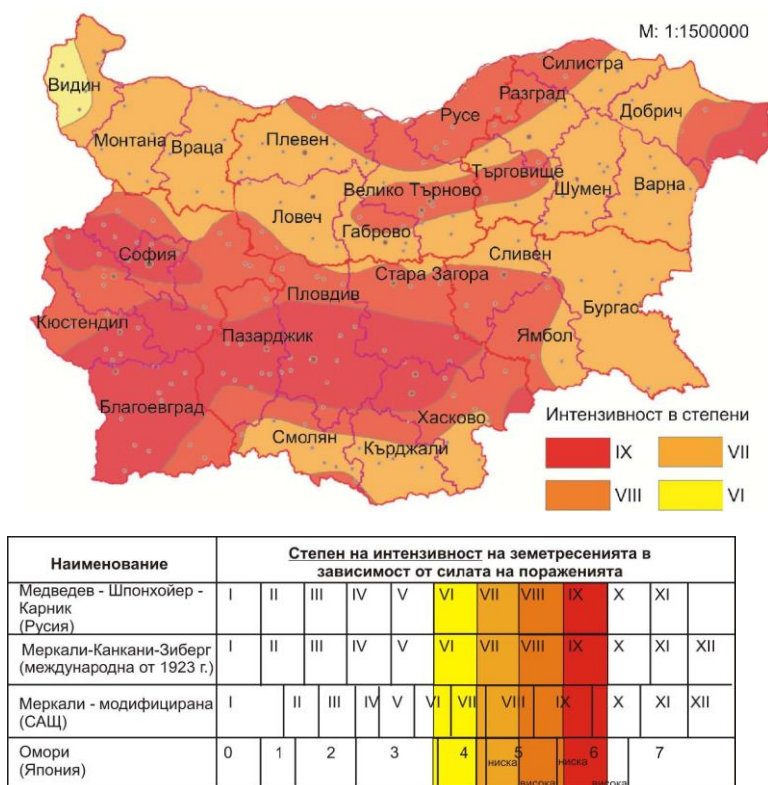 М: 1:1500000
Силистра
Видин
Разград
Добрич
Русе
Монтана
Враца
Плевен
Търговище
Велико Търново
Шумен
Варна
Ловеч
Габрово
София
Сливен
Стара Загора
Пловдив
Бургас
Кюстендил
Пазарджик
Ямбол
Благоевград
Хасково
Смолян
Кърджали
Интензивност в степени
IX
VII
VIII
VI
Наименование
Степен на интензивност на земетресенията в
зависимост от силата на пораженията
Медведев - Шпонхойер -
Карник
(Русия)
I II III IV V VI VII VIII IX X XI
Меркали-Канкани-Зиберг
(международна от 1923 г.)
I II III IV V VI VII VIII IX X XI XII
Меркали - модифицирана
(САЩ)
I II III IV V VI VII VIII IX X XI XII
Омори
(Япония)
0 1 2 3 4 5 6 7
ниска ниска
висока висока